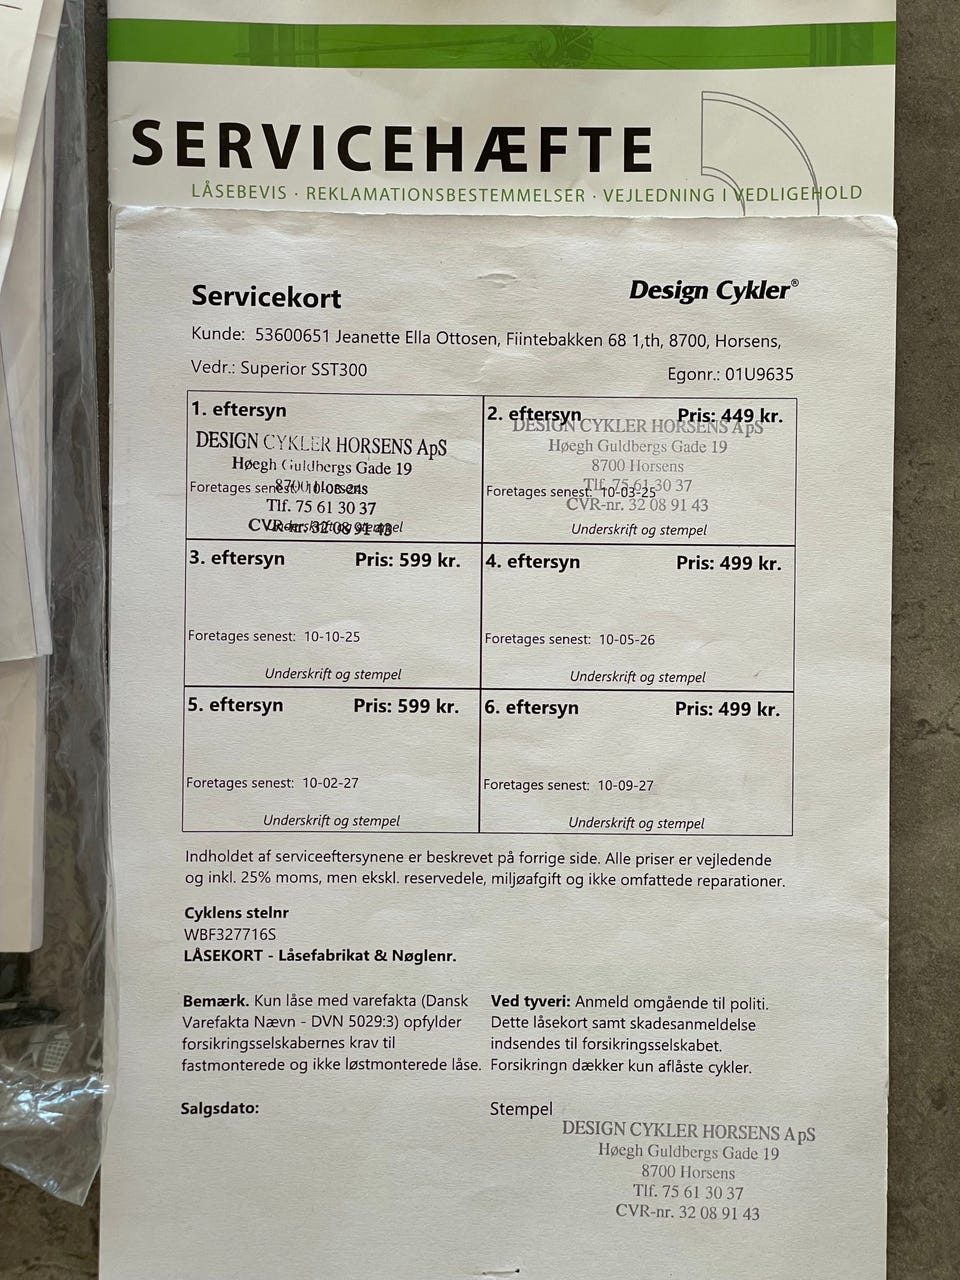 SERVICEHÆFTE
LÅSEBEVIS · REKLAMATIONSBESTEMMELSER · VEJLEDNING I VEDLIGEHOLD
Servicekort
Design Cykler®
Kunde: 53600651 Jeanette Ella Ottosen, Fiintebakken 68 1,th, 8700, Horsens,
Vedr.: Superior SST300
Egonr.: 01U9635
1. eftersyn
DESIGN CYKLER HORSENS ApS
Høegh Guldbergs Gade 19
8700 Horsens
Foretages senest:
Tlf. 75 61 30 37
CVR-nr. 32 08 91 43
Underskrift og stempel
2. eftersyn Pris: 449 kr.
DESIGN CYKLER HORSENS ApS
Høegh Guldbergs Gade 19
8700 Horsens
Tlf. 75 61 30 37
Foretages senest: 10-03-25
CVR-nr. 32 08 91 43
Underskrift og stempel
3. eftersyn Pris: 599 kr.
Foretages senest: 10-10-25
Underskrift og stempel
4. eftersyn Pris: 499 kr.
Foretages senest: 10-05-26
Underskrift og stempel
5. eftersyn Pris: 599 kr.
Foretages senest: 10-02-27
Underskrift og stempel
6. eftersyn Pris: 499 kr.
Foretages senest: 10-09-27
Underskrift og stempel
Indholdet af serviceeftersynene er beskrevet på forrige side. Alle priser er vejledende
og inkl. 25% moms, men ekskl. reservedele, miljøafgift og ikke omfattede reparationer.
Cyklens stelnr
WBF327716S
LÅSEKORT - Låsefabrikat & Nøglenr.
Bemærk. Kun låse med varefakta (Dansk
Varefakta Nævn - DVN 5029:3) opfylder
forsikringsselskabernes krav til
fastmonterede og ikke løstmonterede låse.
Ved tyveri: Anmeld omgående til politi.
Dette låsekort samt skadesanmeldelse
indsendes til forsikringsselskabet.
Forsikringn dækker kun aflåste cykler.
Salgsdato:
Stempel
DESIGN CYKLER HORSENS ApS
Høegh Guldbergs Gade 19
8700 Horsens
Tlf. 75 61 30 37
CVR-nr. 32 08 91 43